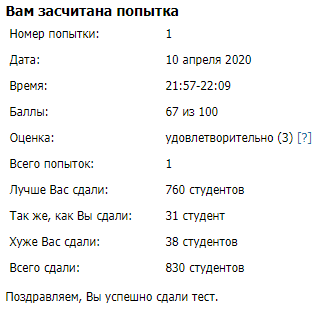 Вам засчитана попытка
Номер попытки: 1
Дата: 10 апреля 2020
Время: 21:57-22:09
Баллы: 67 из 100
Оценка: удовлетворительно (3) [?]
Всего попыток: 1
Лучше Вас сдали: 760 студентов
Так же, как Вы сдали: 31 студент
Хуже Вас сдали: 38 студентов
Всего сдали: 830 студентов
Поздравляем, Вы успешно сдали тест.